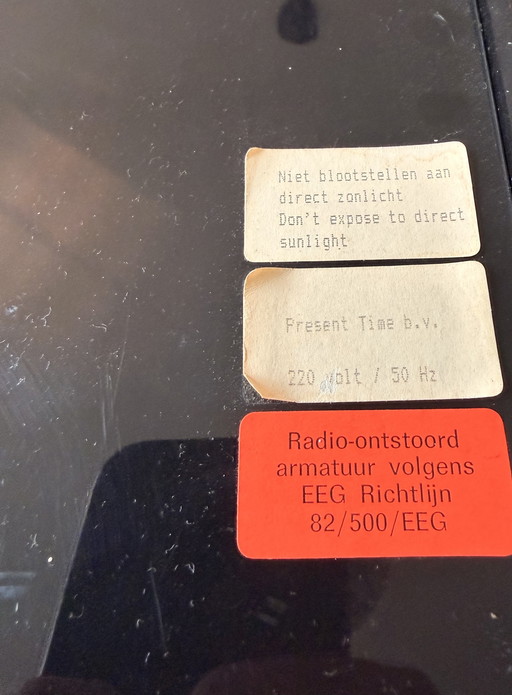 Niet blootstellen aan
direct zonlicht
Don't expose to direct
sunlight
Present Time b.v.
220 volt / 50 Hz
Radio-ontstoord
armatuur volgens
EEG Richtlijn
82/500/EEG